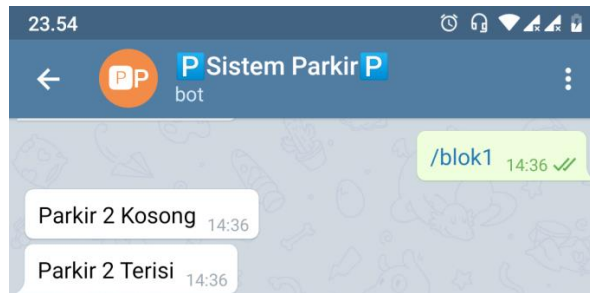 23.54
🅿Sistem Parkir🅿
PP
bot
/blok1 14:36
Parkir 2 Kosong 14:36
Parkir 2 Terisi 14:36